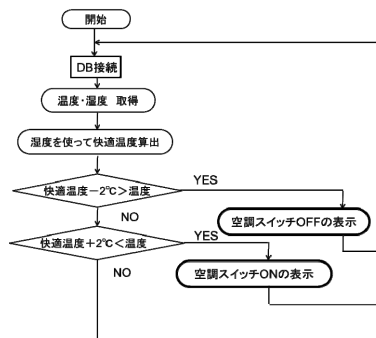 開始
DB接続
温度・湿度 取得
湿度を使って快適温度算出
快適温度－2℃＞温度
YES
NO
空調スイッチOFFの表示
快適温度＋2℃＜温度
YES
NO
空調スイッチONの表示